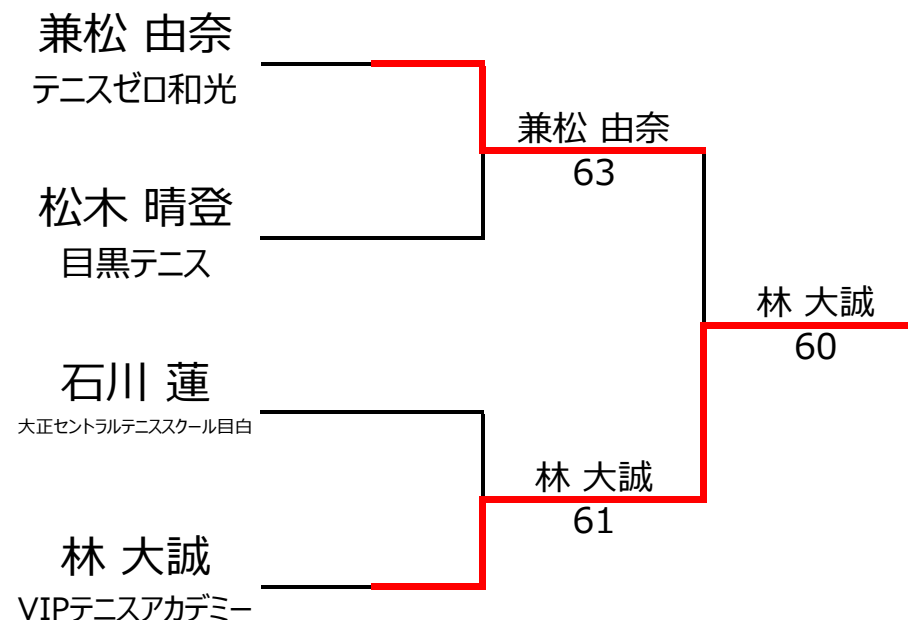 兼松 由奈
テニスゼロ和光
兼松 由奈
63
松木 晴登
目黒テニス
林 大誠
60
石川 蓮
大正セントラルテニススクール目白
林 大誠
61
林 大誠
VIPテニスアカデミー